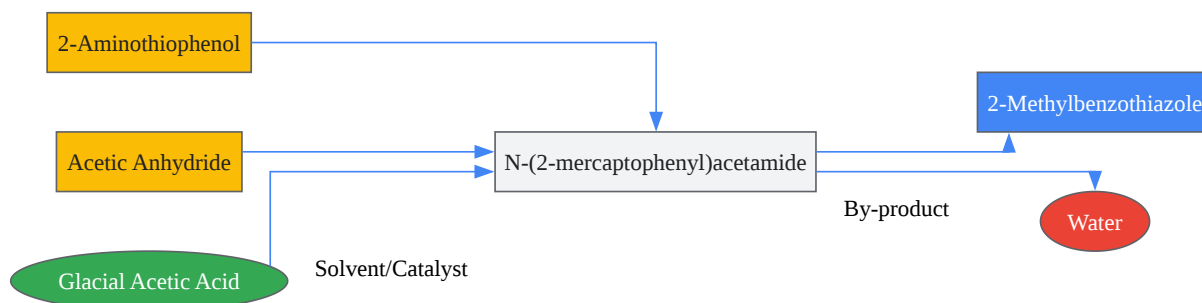 2-Aminothiophenol
2-Methylbenzothiazole
Acetic Anhydride
N-(2-mercaptophenyl)acetamide
By-product
Water
Glacial Acetic Acid
Solvent/Catalyst